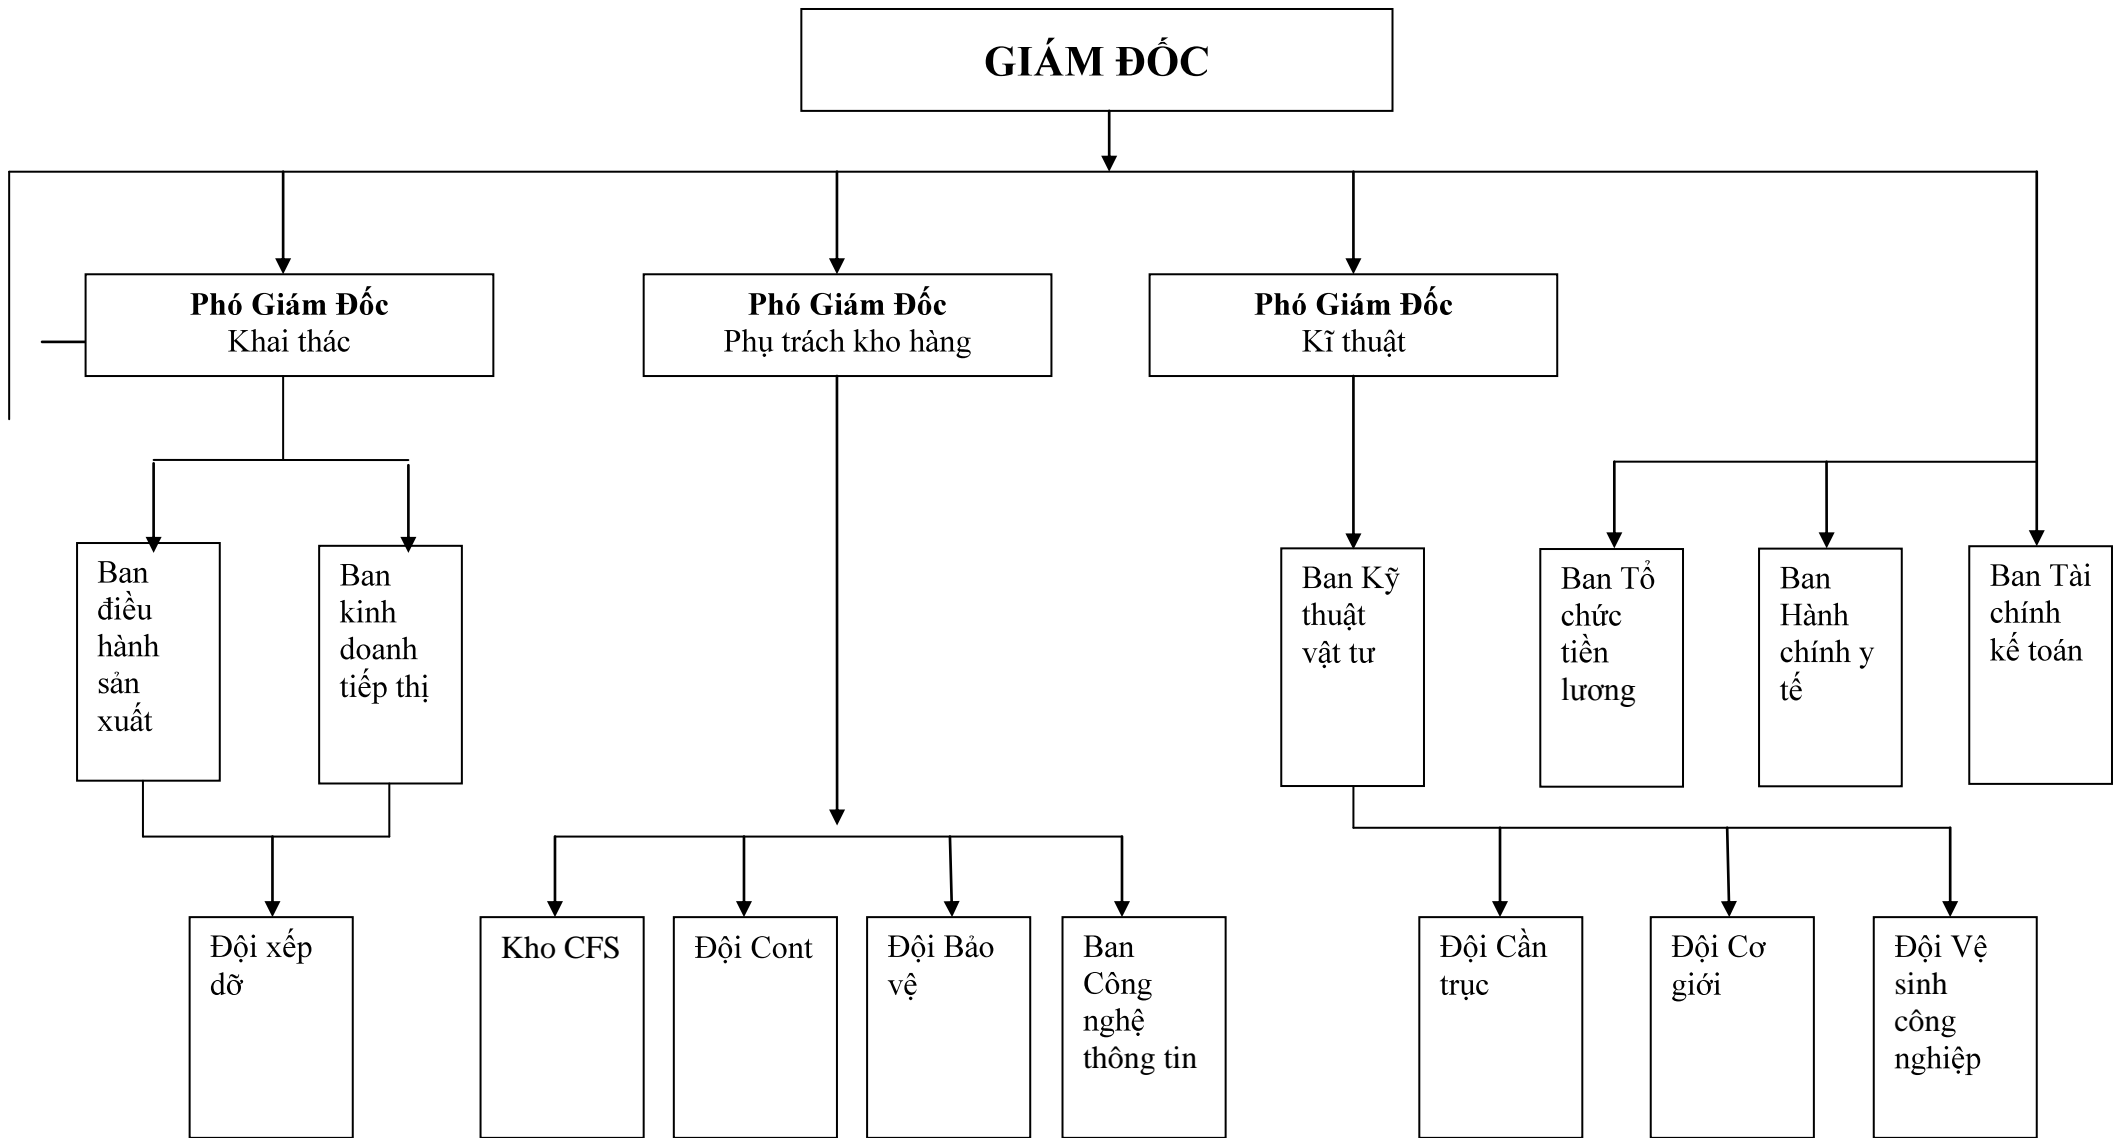 GIÁM ĐỐC
Phó Giám Đốc
Khai thác
Phó Giám Đốc
Phụ trách kho hàng
Phó Giám Đốc
Kĩ thuật
Ban
điều
hành
sản
xuất
Ban
kinh
doanh
tiếp thị
Ban Kỹ
thuật
vật tư
Ban Tổ
chức
tiền
lương
Ban
Hành
chính y
tế
Ban Tài
chính
kế toán
Đội xếp
dỡ
Kho CFS
Đội Cont
Đội Bảo
vệ
Ban
Công
nghệ
thông tin
Đội Cần
trục
Đội Cơ
giới
Đội Vệ
sinh
công
nghiệp